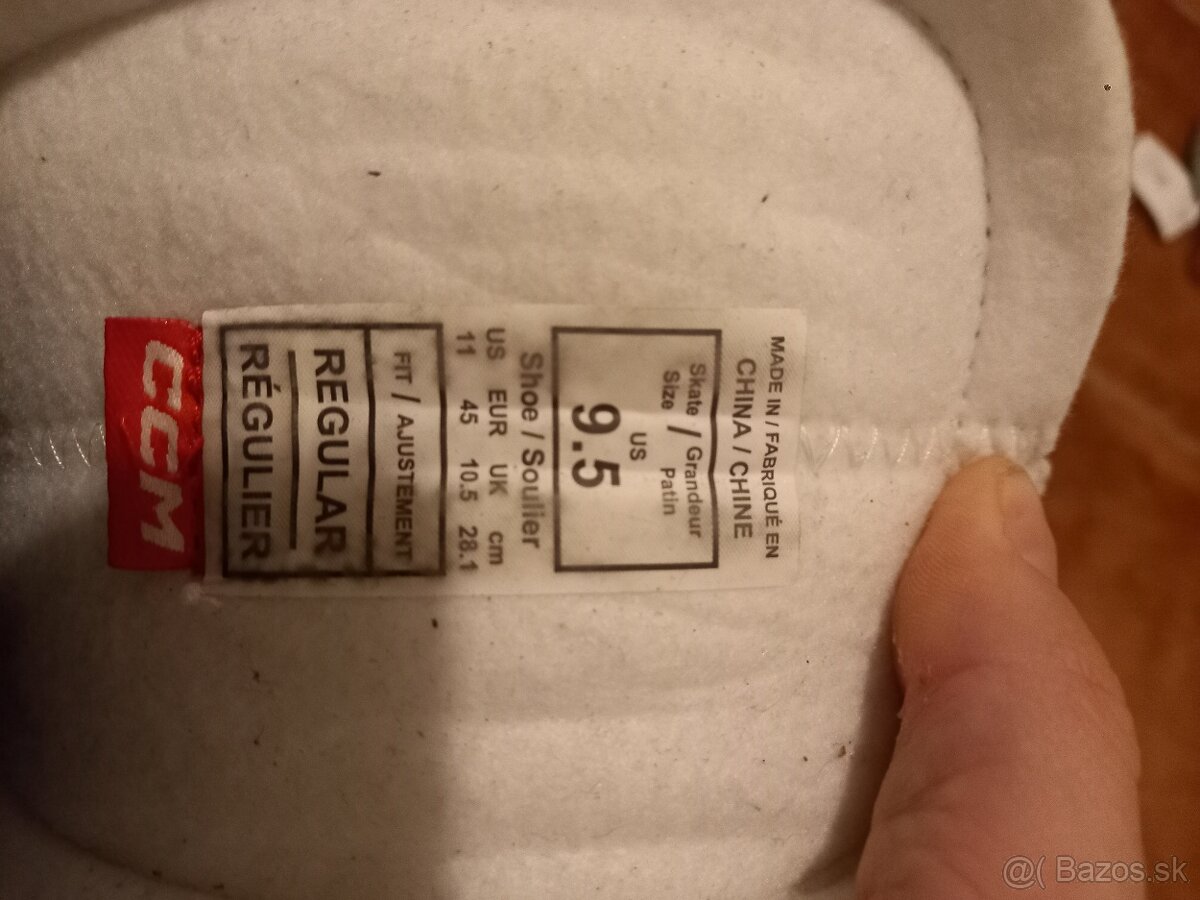 MADE IN / FABRIQUÉ EN
CHINA / CHINE
Skate / Grandeur
Size / Patin
US
9.5
Shoe / Soulier
US EUR UK cm
11 45 10.5 28.1
FIT / AJUSTEMENT
REGULAR
RÉGULIER
CCM
@( Bazos.sk